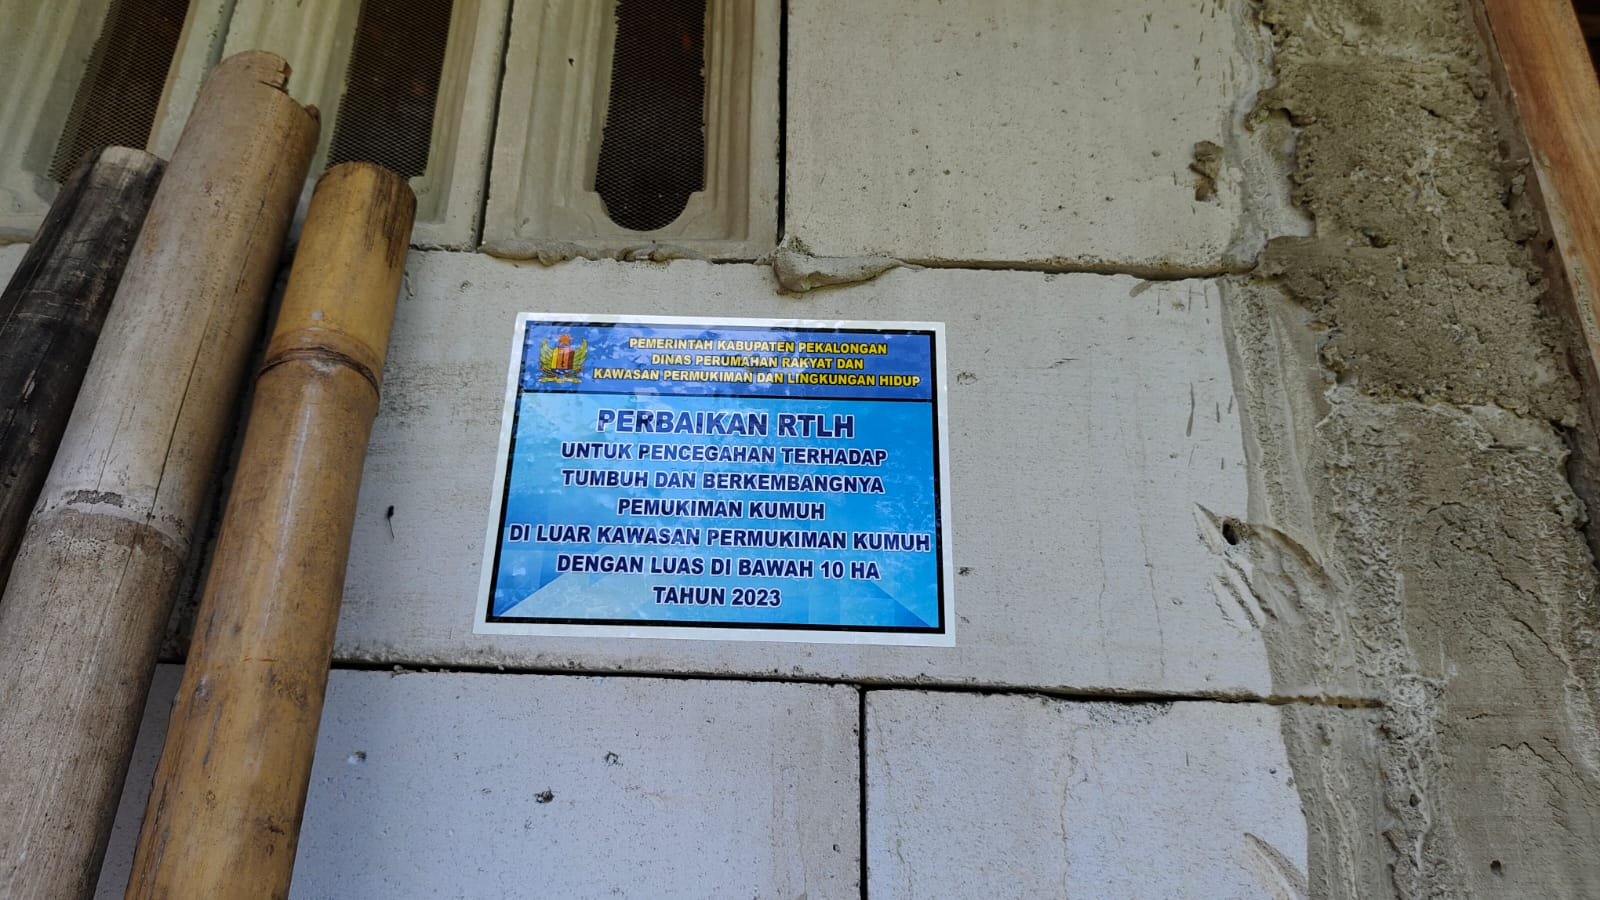 PEMERINTAH KABUPATEN PEKALONGAN
DINAS PERUMAHAN RAKYAT DAN
KAWASAN PERMUKIMAN DAN LINGKUNGAN HIDUP
PERBAIKAN RTLH
UNTUK PENCEGAHAN TERHADAP
TUMBUH DAN BERKEMBANGNYA
PEMUKIMAN KUMUH
DI LUAR KAWASAN PERMUKIMAN KUMUH
DENGAN LUAS DI BAWAH 10 HA
TAHUN 2023